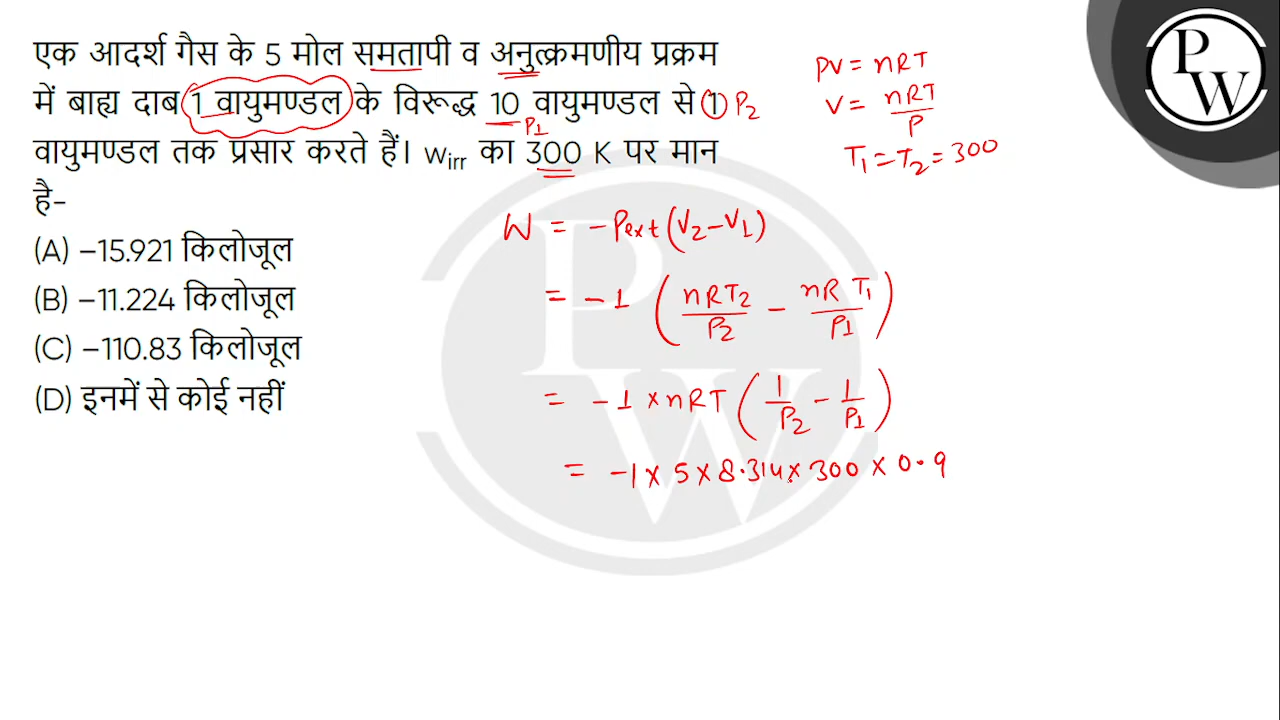 एक आदर्श गैस के 5 मोल समतापी व अनुत्क्रमणीय प्रक्रम
में बाह्य दाब 1 वायुमण्डल के विरूद्ध 10 वायुमण्डल से 1 P2
P1
वायुमण्डल तक प्रसार करते हैं। wirr का 300 K पर मान
है-
(A) –15.921 किलोजूल
(B) –11.224 किलोजूल
(C) –110.83 किलोजूल
(D) इनमें से कोई नहीं
PV = nRT
V = nRT/P
T1 = T2 = 300
W = -Pext (V2 - V1)
= -1 (nRT2/P2 - nRT1/P1)
= -1 × nRT (1/P2 - 1/P1)
= -1 × 5 × 8.314 × 300 × 0.9
P
W
P
W